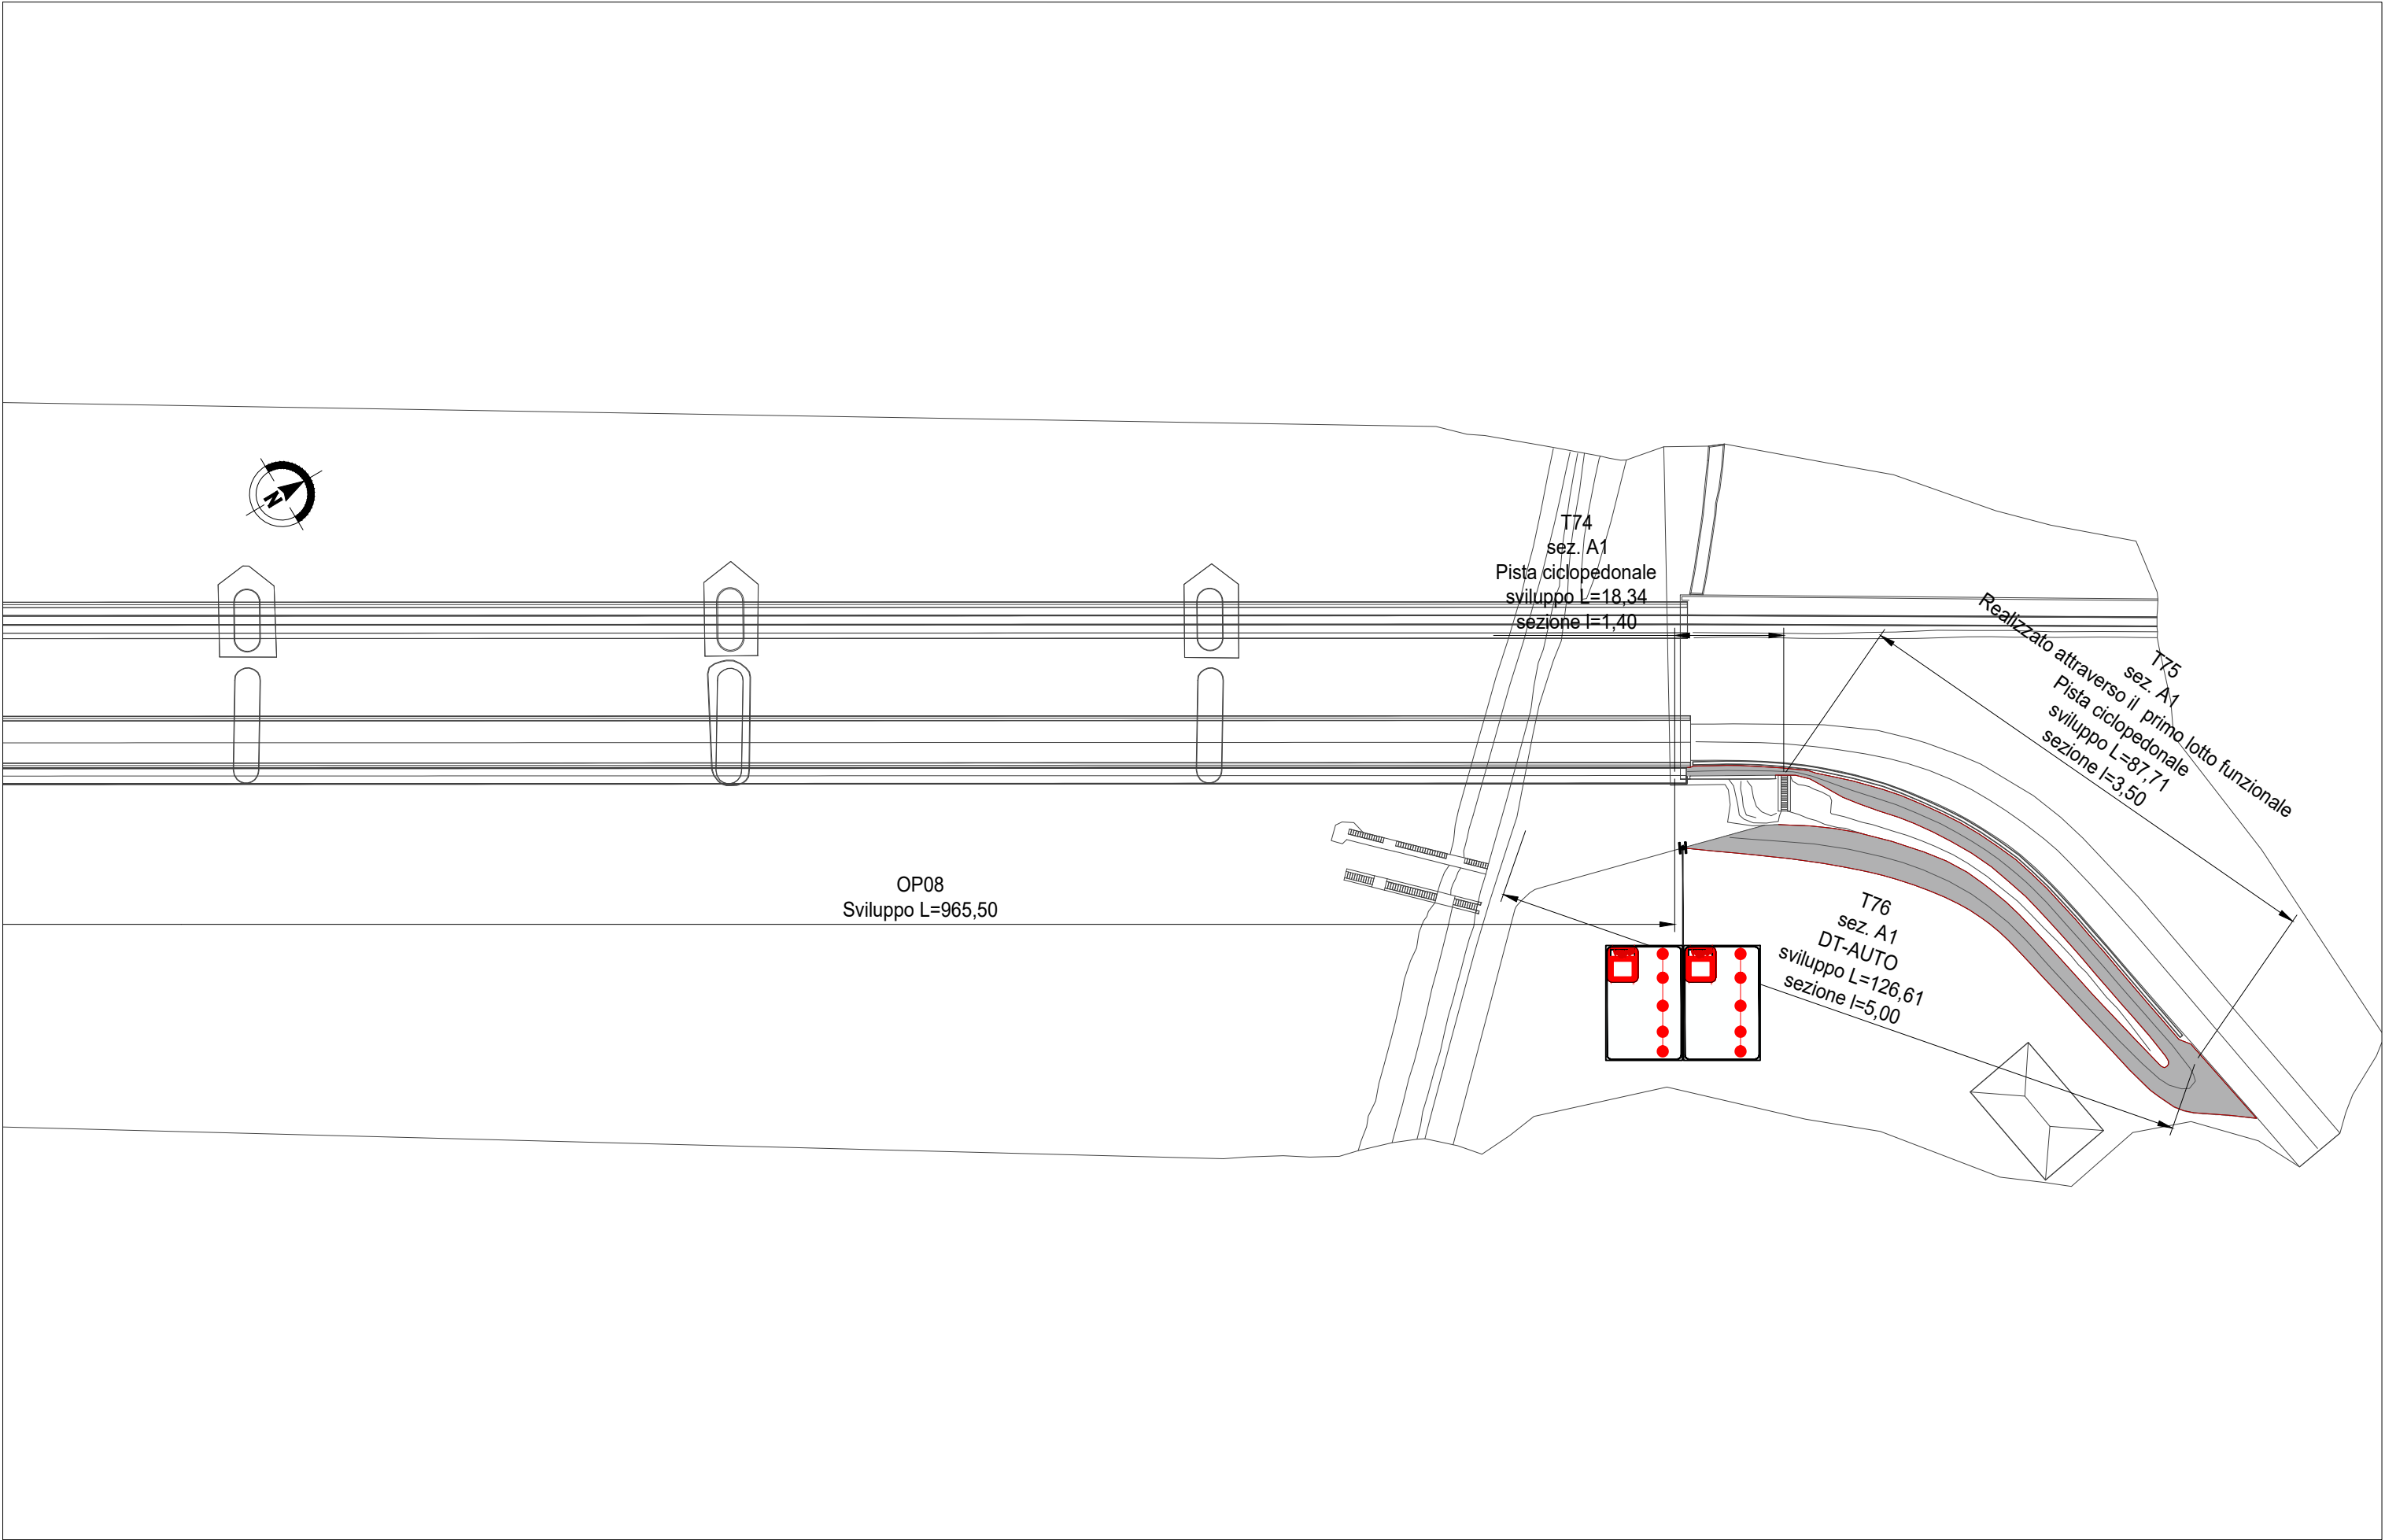 N
T74
sez. A1
Pista ciclopedonale
sviluppo L=18,34
sezione l=1,40
T75
sez. A1
Realizzato attraverso il primo lotto funzionale
Pista ciclopedonale
sviluppo L=87,71
sezione l=3,50
OP08
Sviluppo L=965,50
T76
sez. A1
DT-AUTO
sviluppo L=126,61
sezione l=5,00